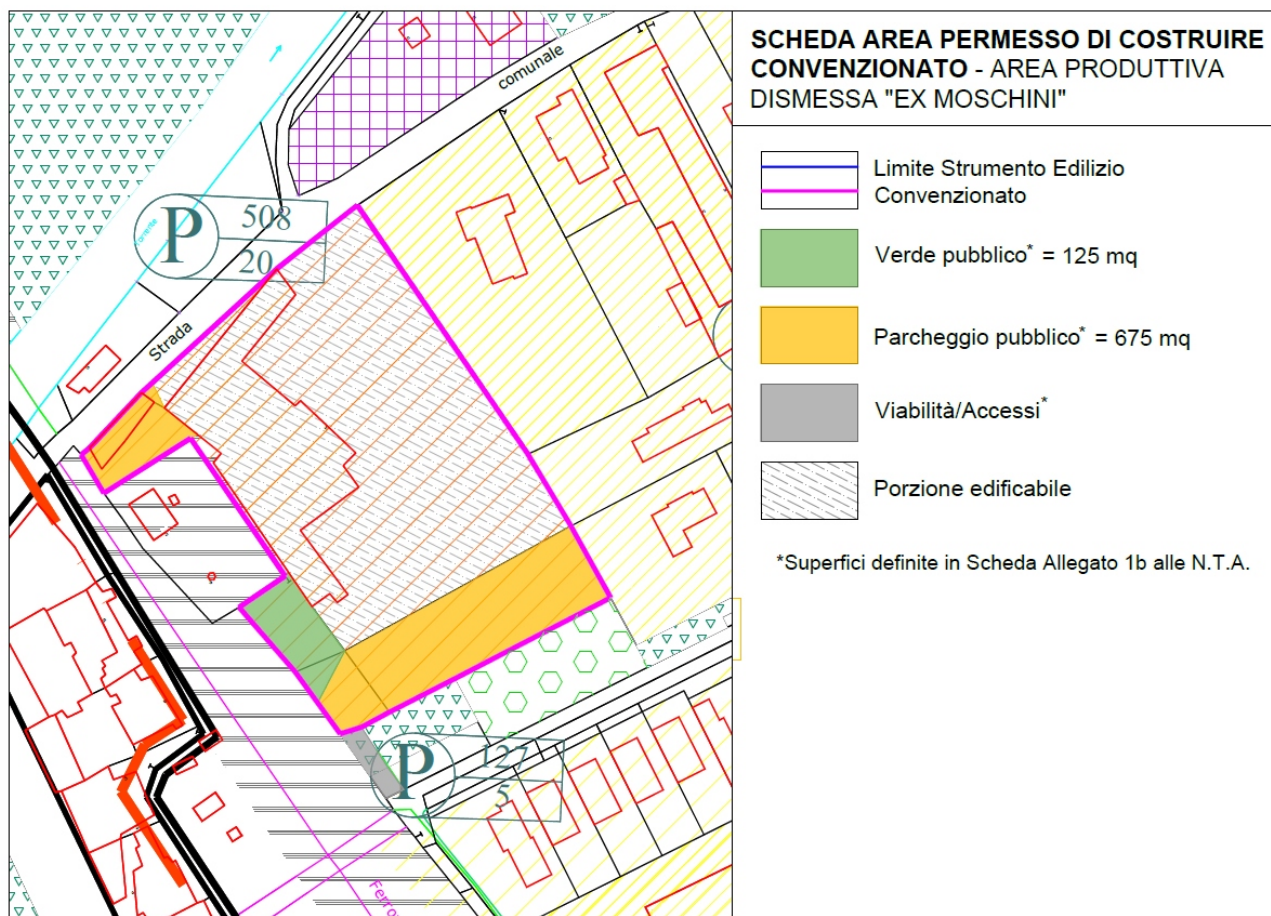 SCHEDA AREA PERMESSO DI COSTRUIRE
CONVENZIONATO - AREA PRODUTTIVA
DISMESSA "EX MOSCHINI"
Limite Strumento Edilizio
Convenzionato
Verde pubblico* = 125 mq
Parcheggio pubblico* = 675 mq
Viabilità/Accessi*
Porzione edificabile
*Superfici definite in Scheda Allegato 1b alle N.T.A.
comunale
P 508
20
Strada
P 127
5